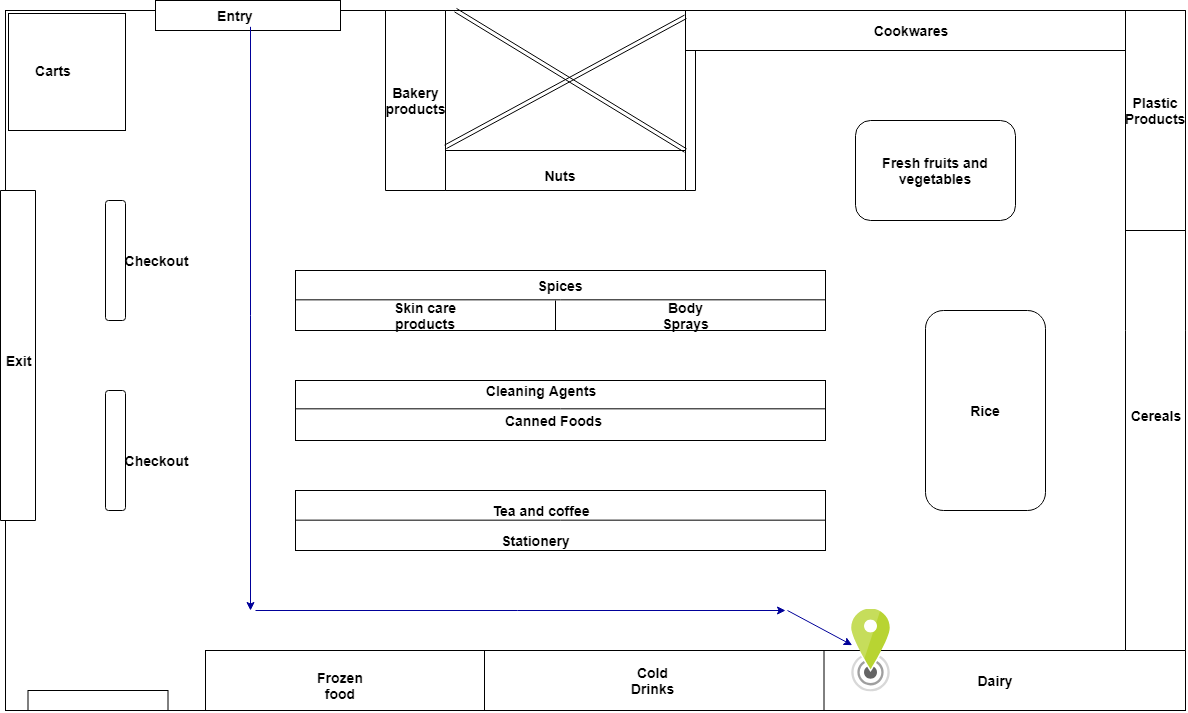 Entry
Carts
Cookwares
Bakery
products
Plastic
Products
Nuts
Fresh fruits and
vegetables
Checkout
Spices
Skin care
products
Body
Sprays
Exit
Cleaning Agents
Canned Foods
Rice
Cereals
Checkout
Tea and coffee
Stationery
Frozen
food
Cold
Drinks
Dairy